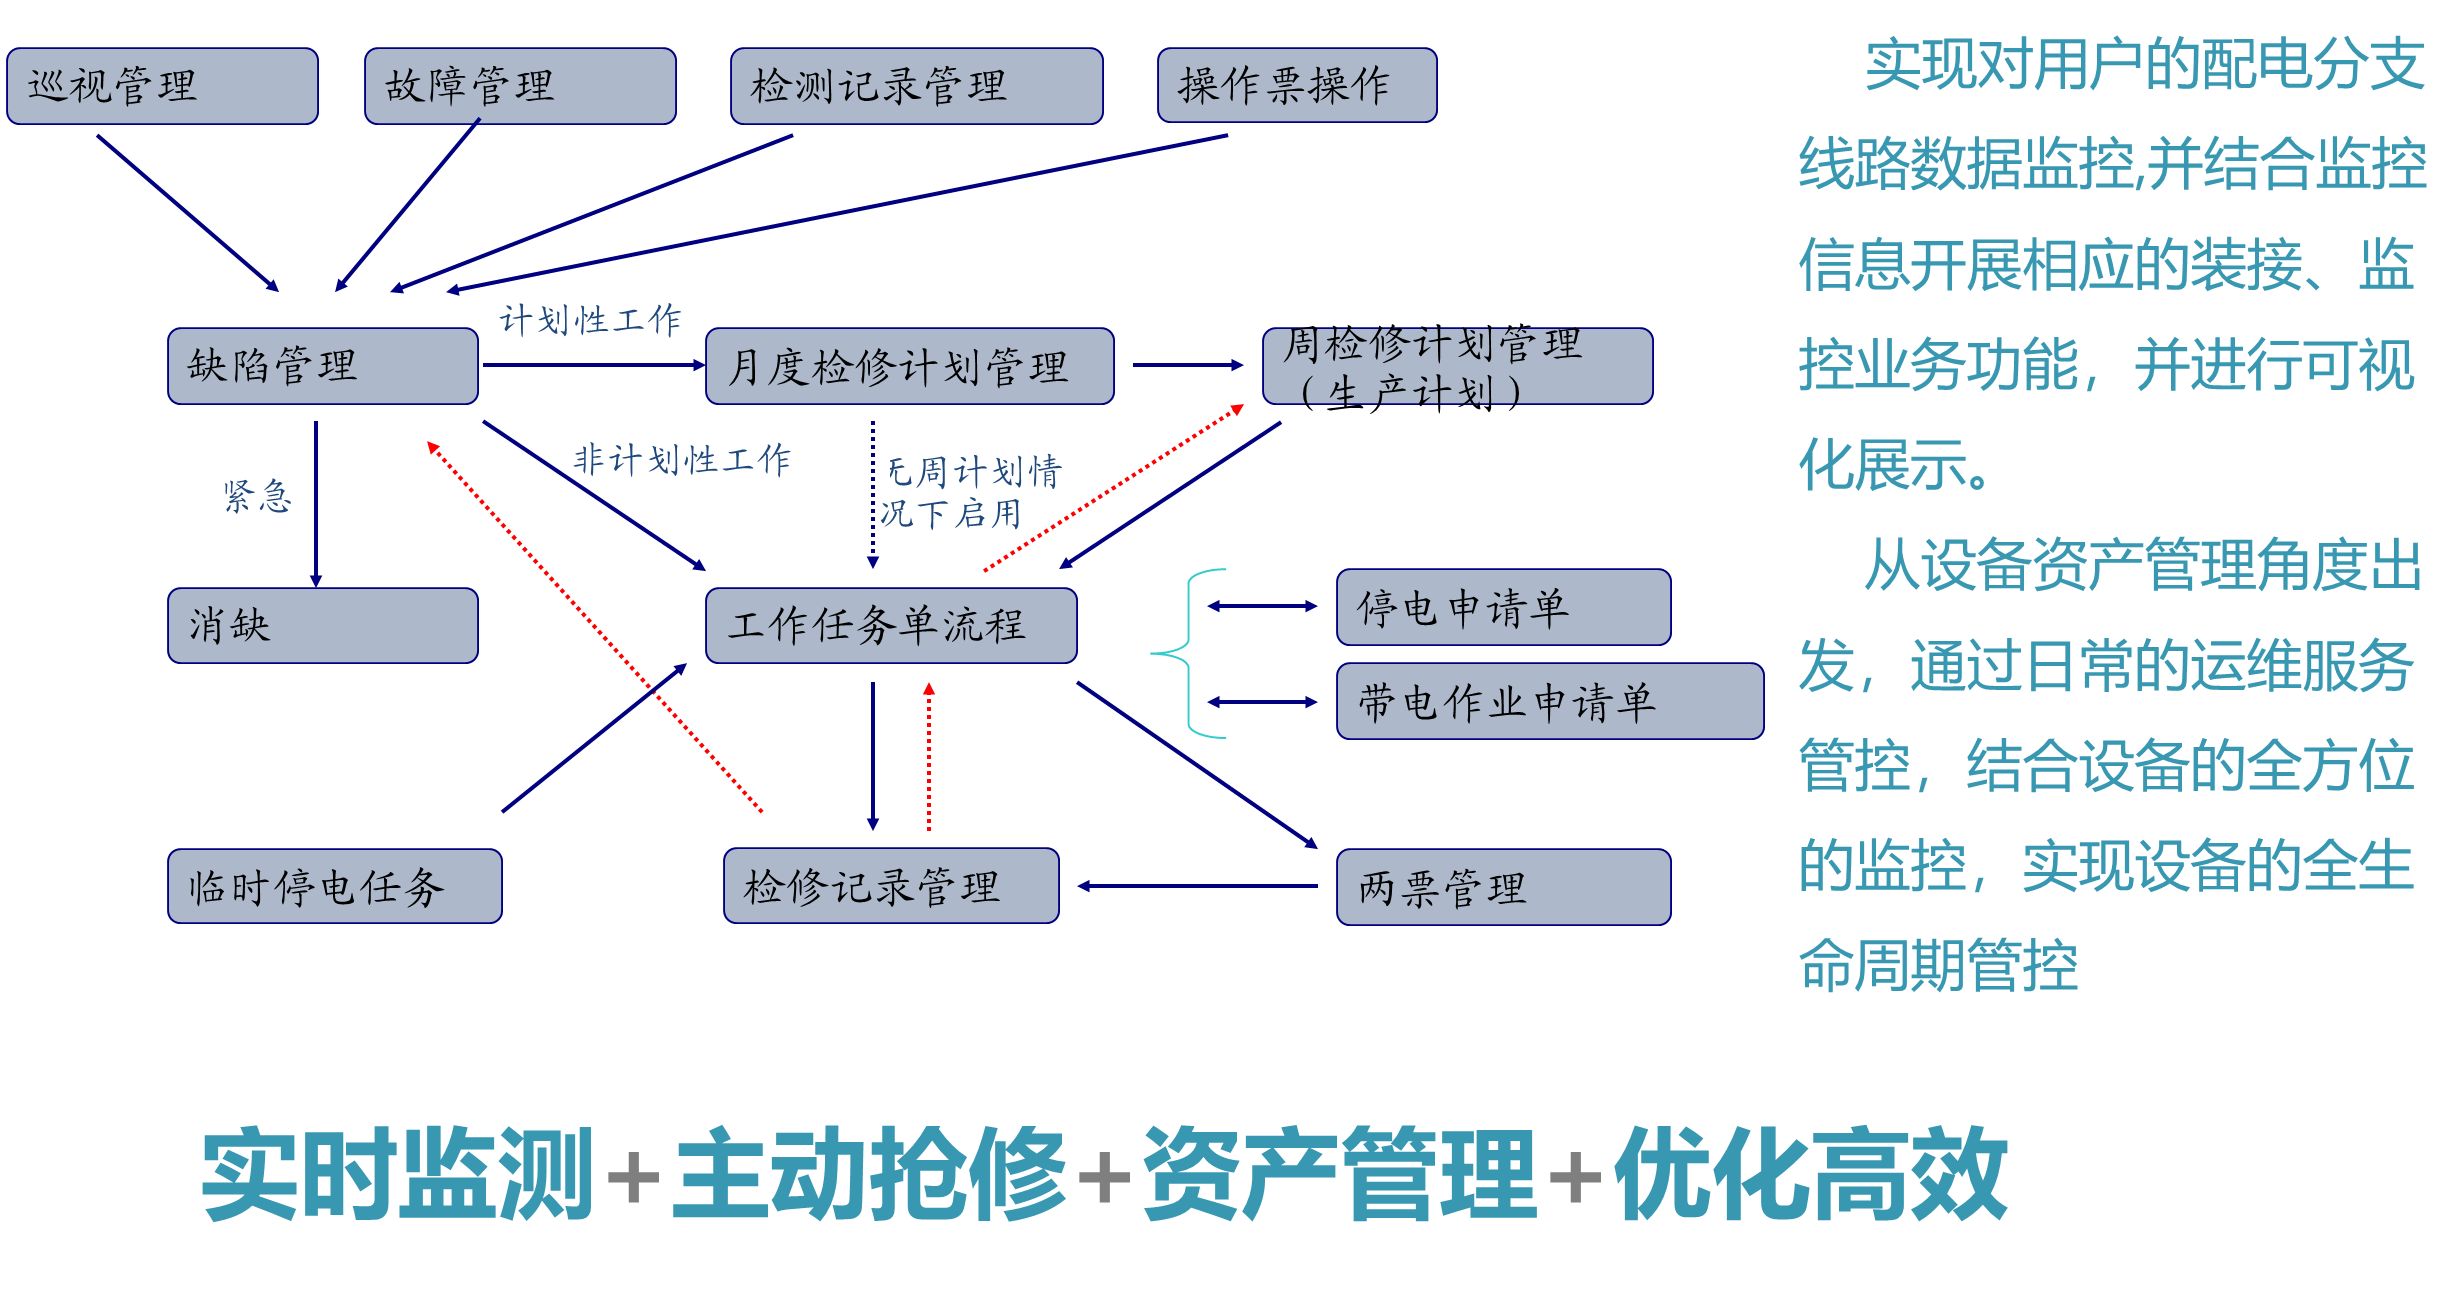 巡视管理
故障管理
检测记录管理
操作票操作
计划性工作
缺陷管理
月度检修计划管理
周检修计划管理
（生产计划）
紧急
非计划性工作
无周计划情
况下启用
消缺
工作任务单流程
停电申请单
带电作业申请单
临时停电任务
检修记录管理
两票管理
实现对用户的配电分支
线路数据监控,并结合监控
信息开展相应的装接、监
控业务功能，并进行可视
化展示。
从设备资产管理角度出
发，通过日常的运维服务
管控，结合设备的全方位
的监控，实现设备的全生
命周期管控
实时监测+主动抢修+资产管理+优化高效